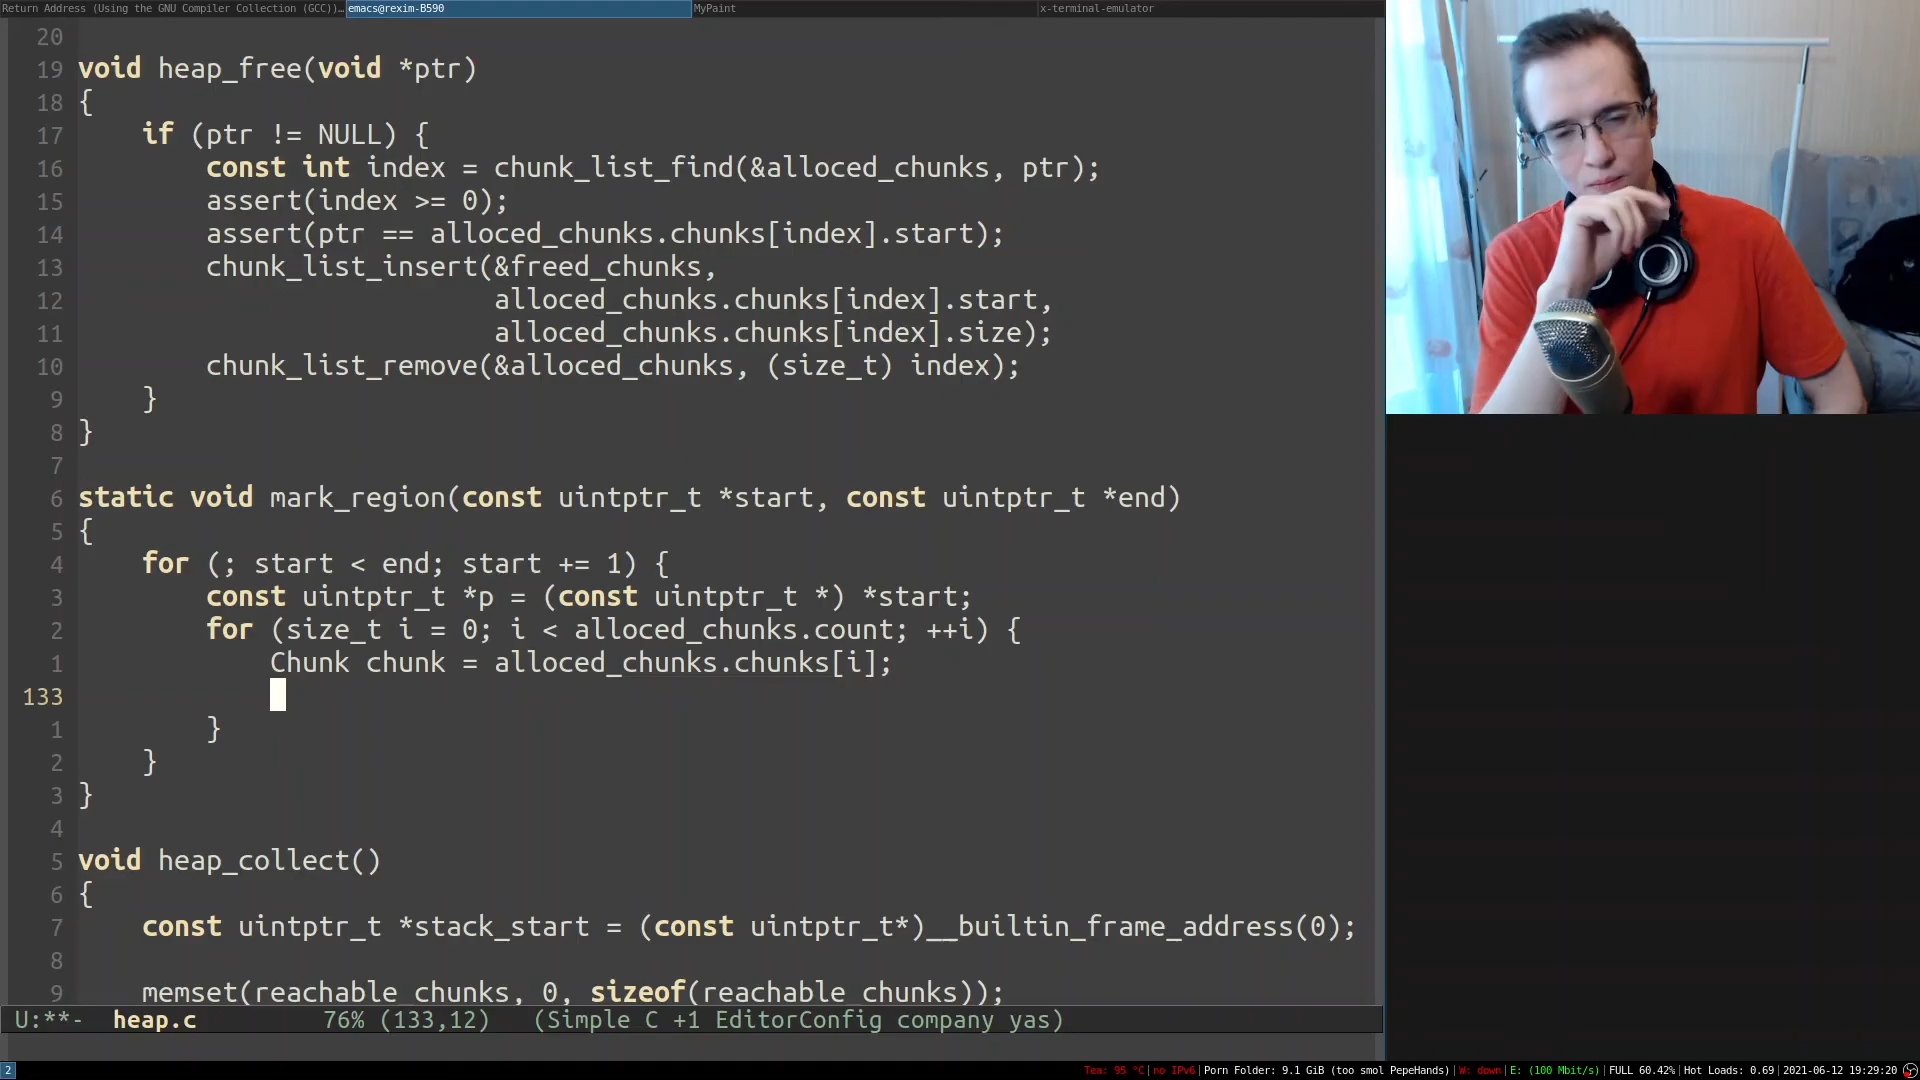 Return Address (Using the GNU Compiler Collection (GCC))…
emacs@rexim-B590
MyPaint
x-terminal-emulator
20
19 void heap_free(void *ptr)
18 {
17     if (ptr != NULL) {
16         const int index = chunk_list_find(&alloced_chunks, ptr);
15         assert(index >= 0);
14         assert(ptr == alloced_chunks.chunks[index].start);
13         chunk_list_insert(&freed_chunks,
12                           alloced_chunks.chunks[index].start,
11                           alloced_chunks.chunks[index].size);
10         chunk_list_remove(&alloced_chunks, (size_t) index);
9     }
8 }
7
6 static void mark_region(const uintptr_t *start, const uintptr_t *end)
5 {
4     for (; start < end; start += 1) {
3         const uintptr_t *p = (const uintptr_t *) *start;
2         for (size_t i = 0; i < alloced_chunks.count; ++i) {
1             Chunk chunk = alloced_chunks.chunks[i];
133
1         }
2     }
3 }
4
5 void heap_collect()
6 {
7     const uintptr_t *stack_start = (const uintptr_t*)__builtin_frame_address(0);
8
9     memset(reachable_chunks, 0, sizeof(reachable_chunks));
U:**-  heap.c        76% (133,12)   (Simple C +1 EditorConfig company yas)
2
Tea: 95 °C|no IPv6|Porn Folder: 9.1 GiB (too smol PepeHands)|W: down|E: (100 Mbit/s)|FULL 60.42%|Hot Loads: 0.69|2021-06-12 19:29:20